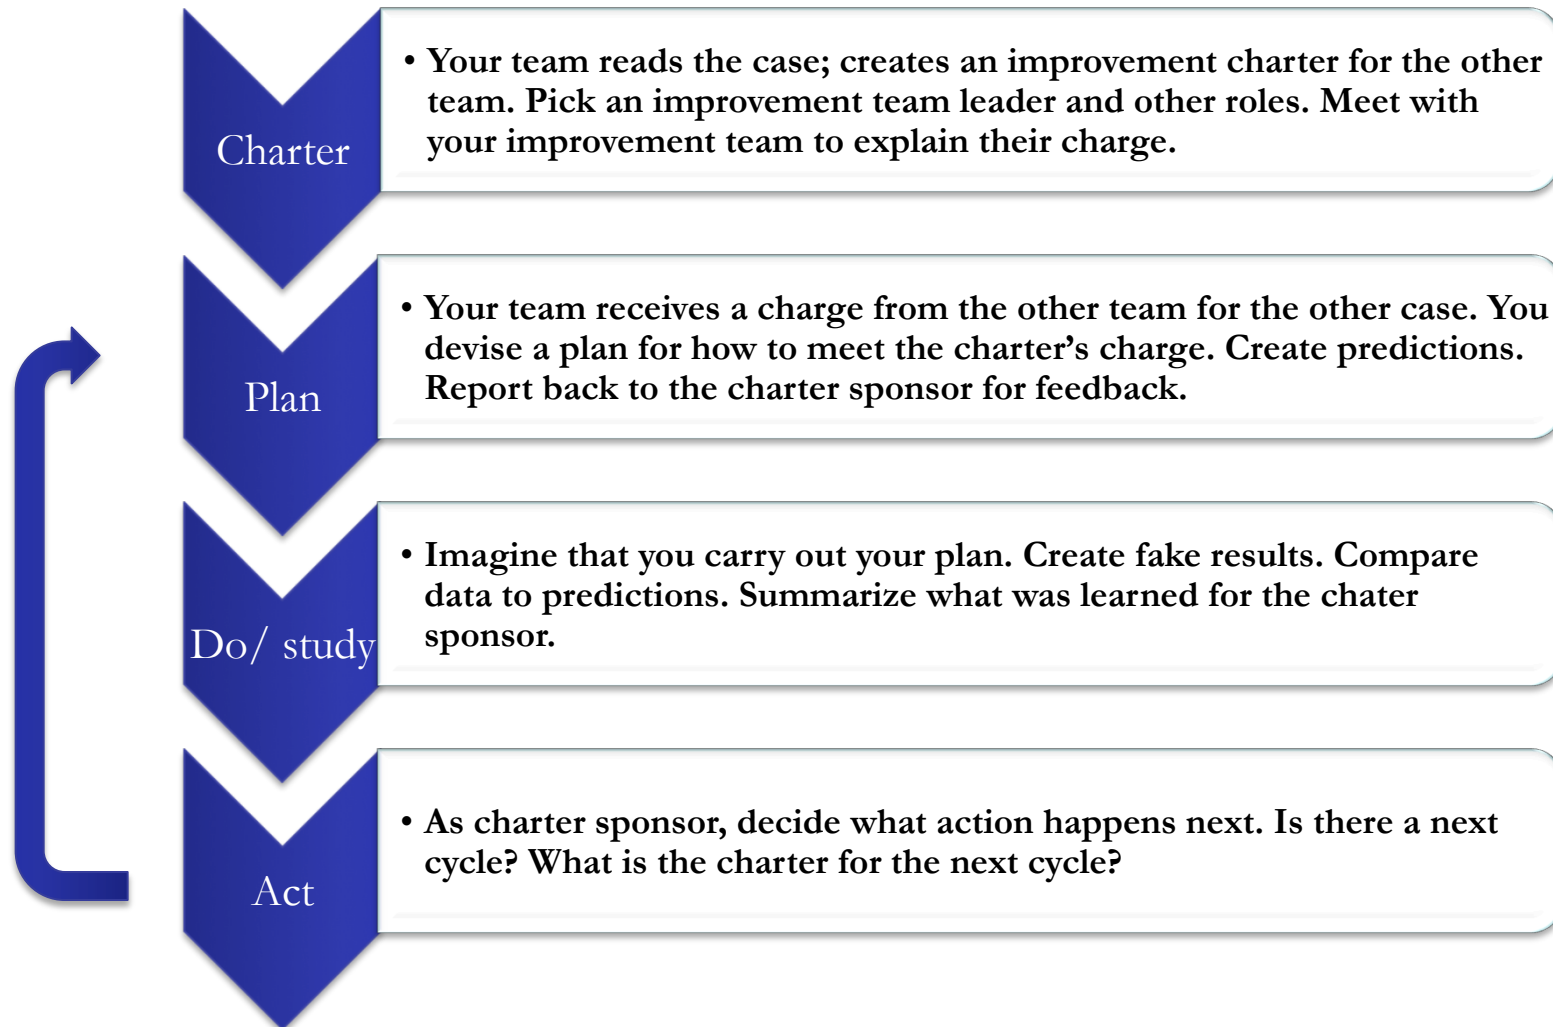 Charter
• Your team reads the case; creates an improvement charter for the other
team. Pick an improvement team leader and other roles. Meet with
your improvement team to explain their charge.
Plan
• Your team receives a charge from the other team for the other case. You
devise a plan for how to meet the charter’s charge. Create predictions.
Report back to the charter sponsor for feedback.
Do/ study
• Imagine that you carry out your plan. Create fake results. Compare
data to predictions. Summarize what was learned for the chater
sponsor.
Act
• As charter sponsor, decide what action happens next. Is there a next
cycle? What is the charter for the next cycle?